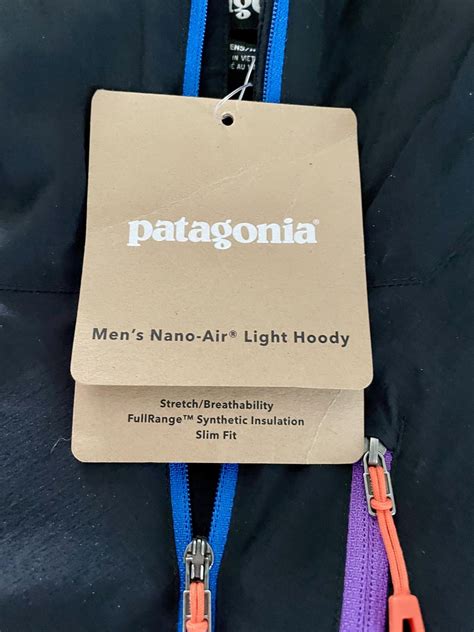 patagonia®
Men's Nano-Air® Light Hoody
Stretch/Breathability
FullRange™ Synthetic Insulation
Slim Fit